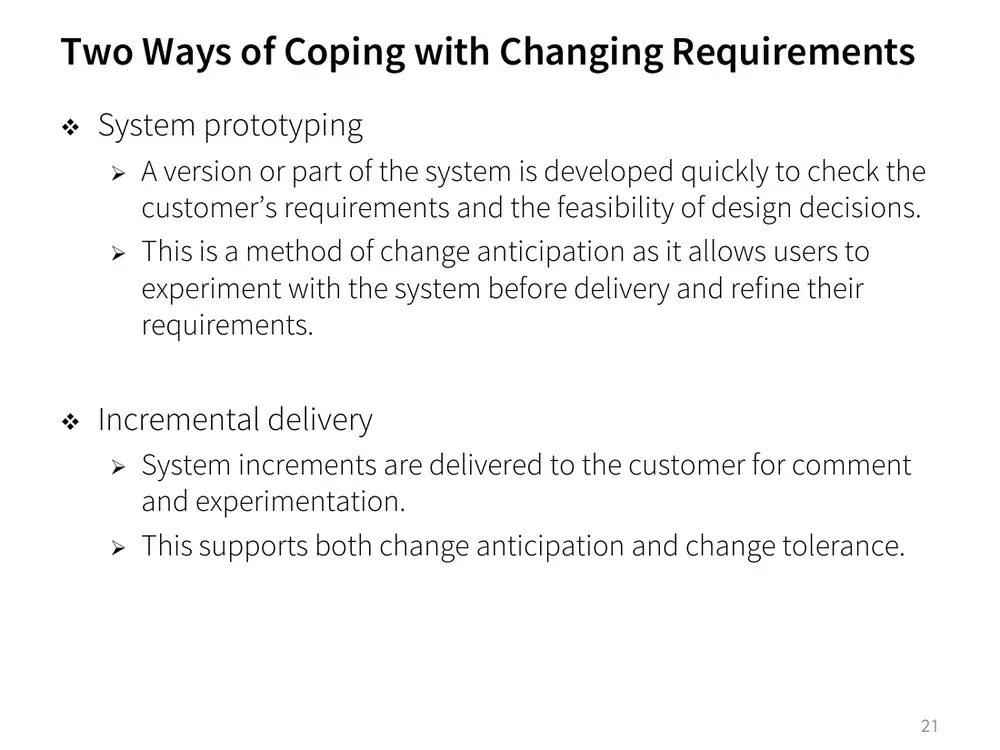 Two Ways of Coping with Changing Requirements
❖ System prototyping
➢ A version or part of the system is developed quickly to check the
customer’s requirements and the feasibility of design decisions.
➢ This is a method of change anticipation as it allows users to
experiment with the system before delivery and refine their
requirements.
❖ Incremental delivery
➢ System increments are delivered to the customer for comment
and experimentation.
➢ This supports both change anticipation and change tolerance.
21